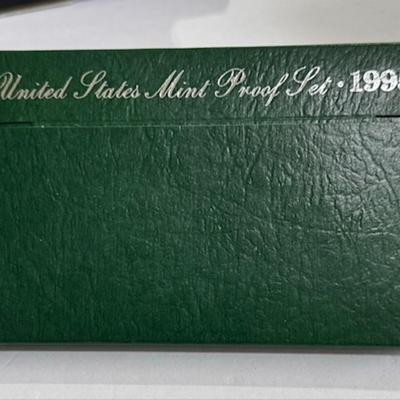 United States Mint Proof Set ·